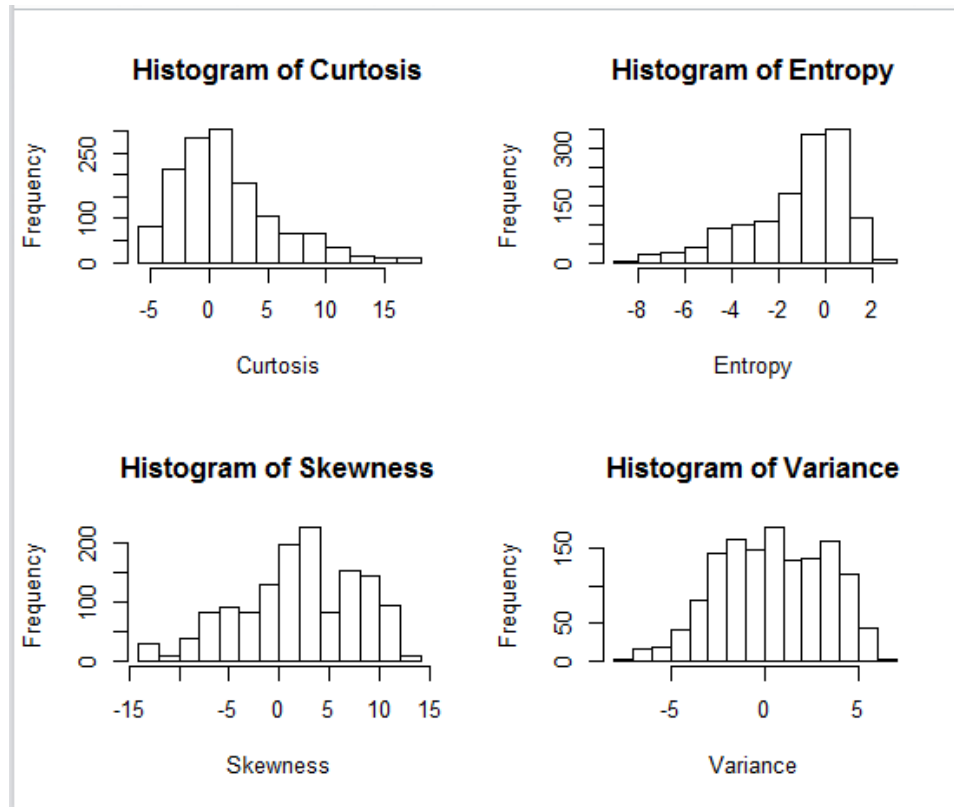 Histogram of Curtosis
Frequency
0
100
250
-5 0 5 10 15
Curtosis
Histogram of Entropy
Frequency
0
150
300
-8 -6 -4 -2 0 2
Entropy
Histogram of Skewness
Frequency
0
100
200
-15 -5 0 5 10 15
Skewness
Histogram of Variance
Frequency
0
50
150
-5 0 5
Variance